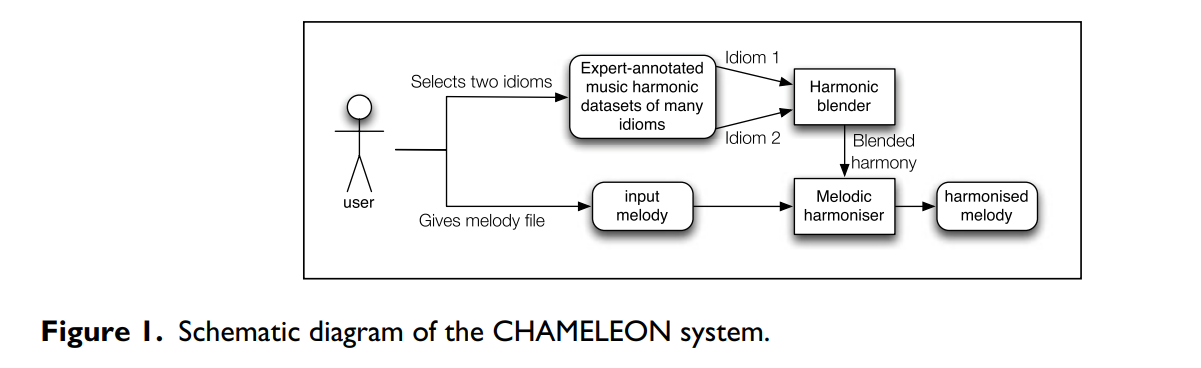 Selects two idioms
Expert-annotated
music harmonic
datasets of many
idioms
Idiom 1
Idiom 2
Harmonic
blender
Blended
harmony
user
Gives melody file
input
melody
Melodic
harmoniser
harmonised
melody
Figure 1. Schematic diagram of the CHAMELEON system.